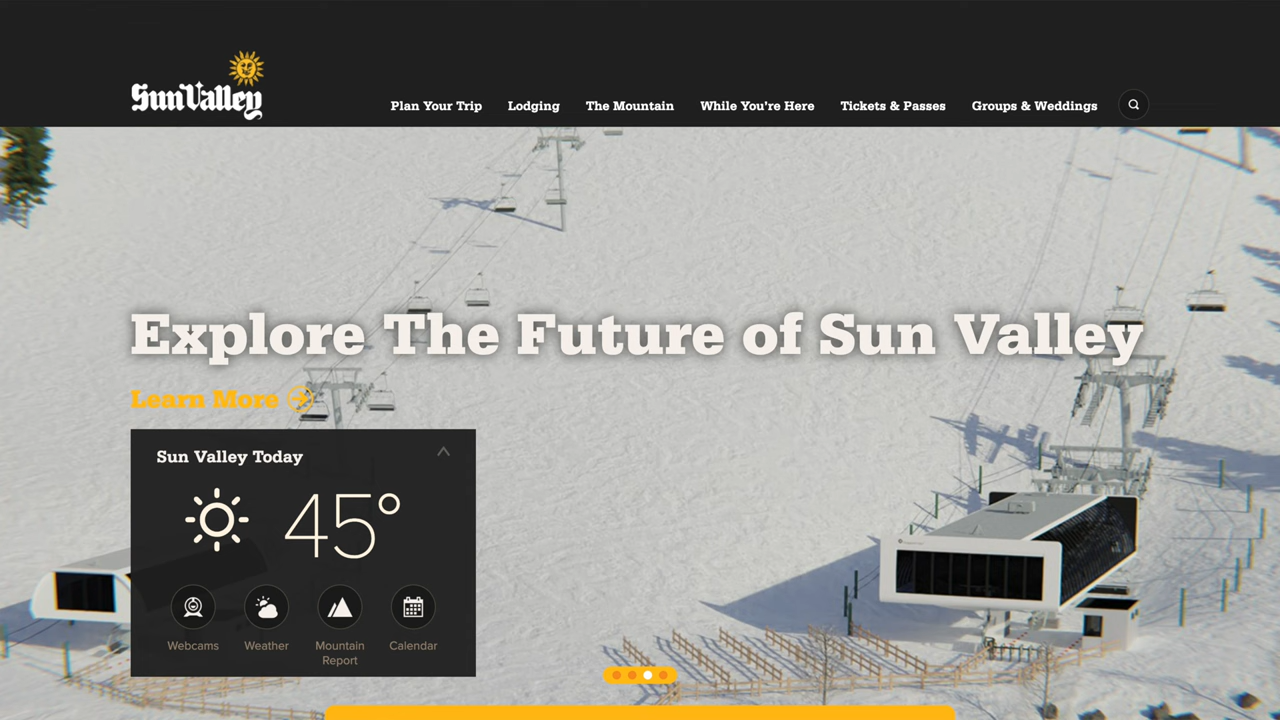 Sun Valley
Plan Your Trip
Lodging
The Mountain
While You're Here
Tickets & Passes
Groups & Weddings
Explore The Future of Sun Valley
Learn More
Sun Valley Today
45°
Webcams
Weather
Mountain
Report
Calendar